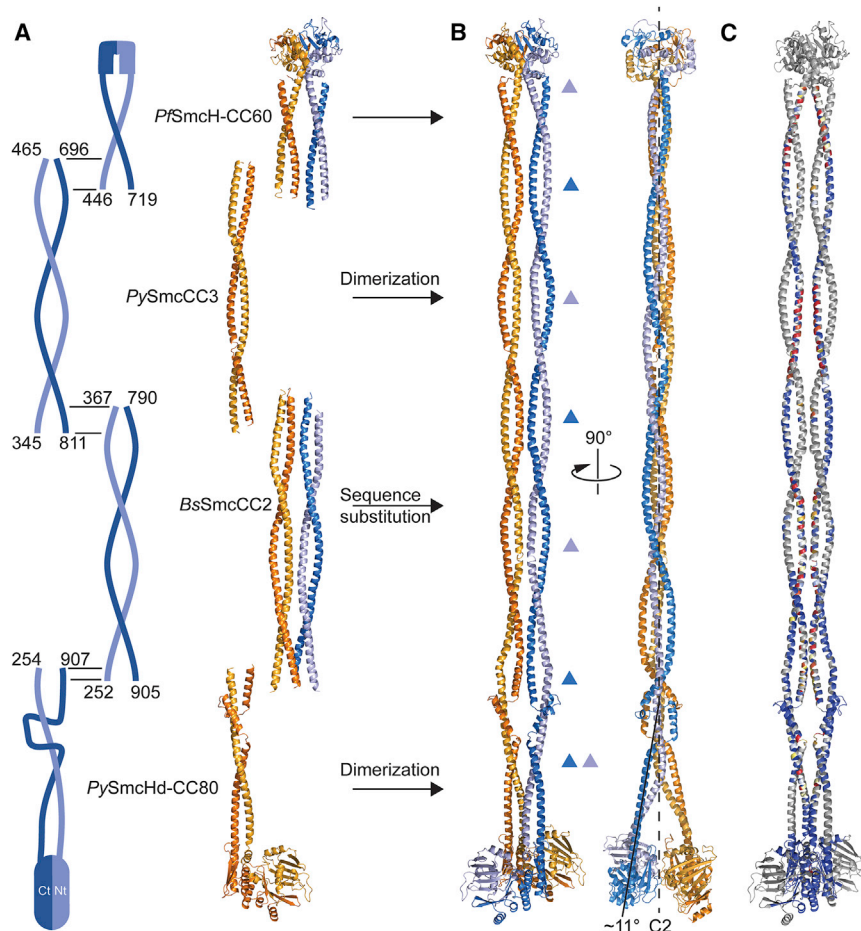 A
B
C
PfSmcH-CC60
465 696
446 719
PySmcCC3
Dimerization
367 790
345 811
90°
BsSmcCC2
Sequence
substitution
254 907
252 905
PySmcHd-CC80
Dimerization
Ct Nt
~11° C2